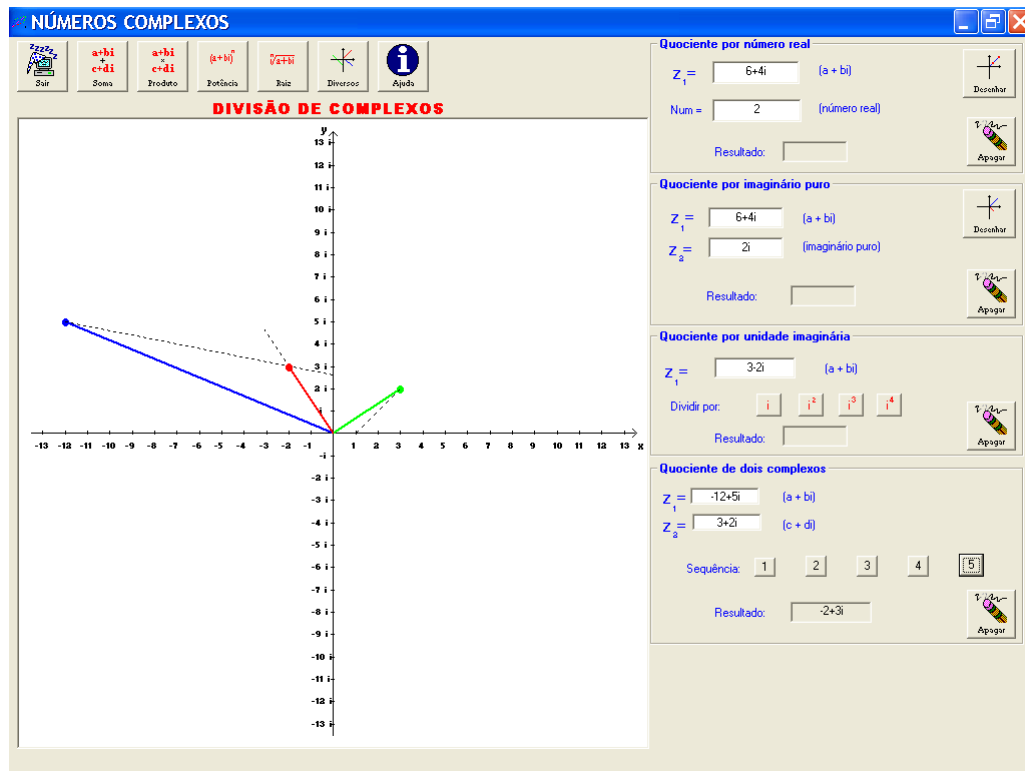 NÚMEROS COMPLEXOS
zzzzz
Sair
a+bi
+
c+di
Soma
a+bi
×
c+di
Produto
(a+bi)ⁿ
Potência
ⁿ√a+bi
Raiz
Diversos
Ajuda
DIVISÃO DE COMPLEXOS
y
13 i
12 i
11 i
10 i
9 i
8 i
7 i
6 i
5 i
4 i
3 i
2 i
i
-13 -12 -11 -10 -9 -8 -7 -6 -5 -4 -3 -2 -1 0 1 2 3 4 5 6 7 8 9 10 11 12 13 x
-i
-2 i
-3 i
-4 i
-5 i
-6 i
-7 i
-8 i
-9 i
-10 i
-11 i
-12 i
-13 i
Quociente por número real
Z₁= 6+4i (a + bi)
Desenhar
Num = 2 (número real)
Resultado:
Apagar
Quociente por imaginário puro
Z₁= 6+4i (a + bi)
Desenhar
Z₂= 2i (imaginário puro)
Resultado:
Apagar
Quociente por unidade imaginária
Z₁= 3-2i (a + bi)
Dividir por: i i² i³ i⁴
Resultado:
Apagar
Quociente de dois complexos
Z₁= -12+5i (a + bi)
Z₂= 3+2i (c + di)
Sequência: 1 2 3 4 5
Resultado: -2+3i
Apagar